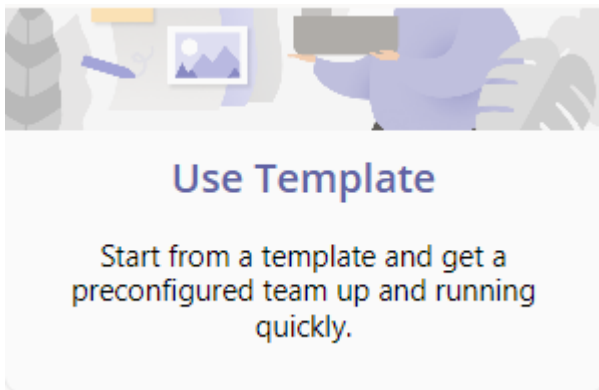 Use Template
Start from a template and get a
preconfigured team up and running
quickly.